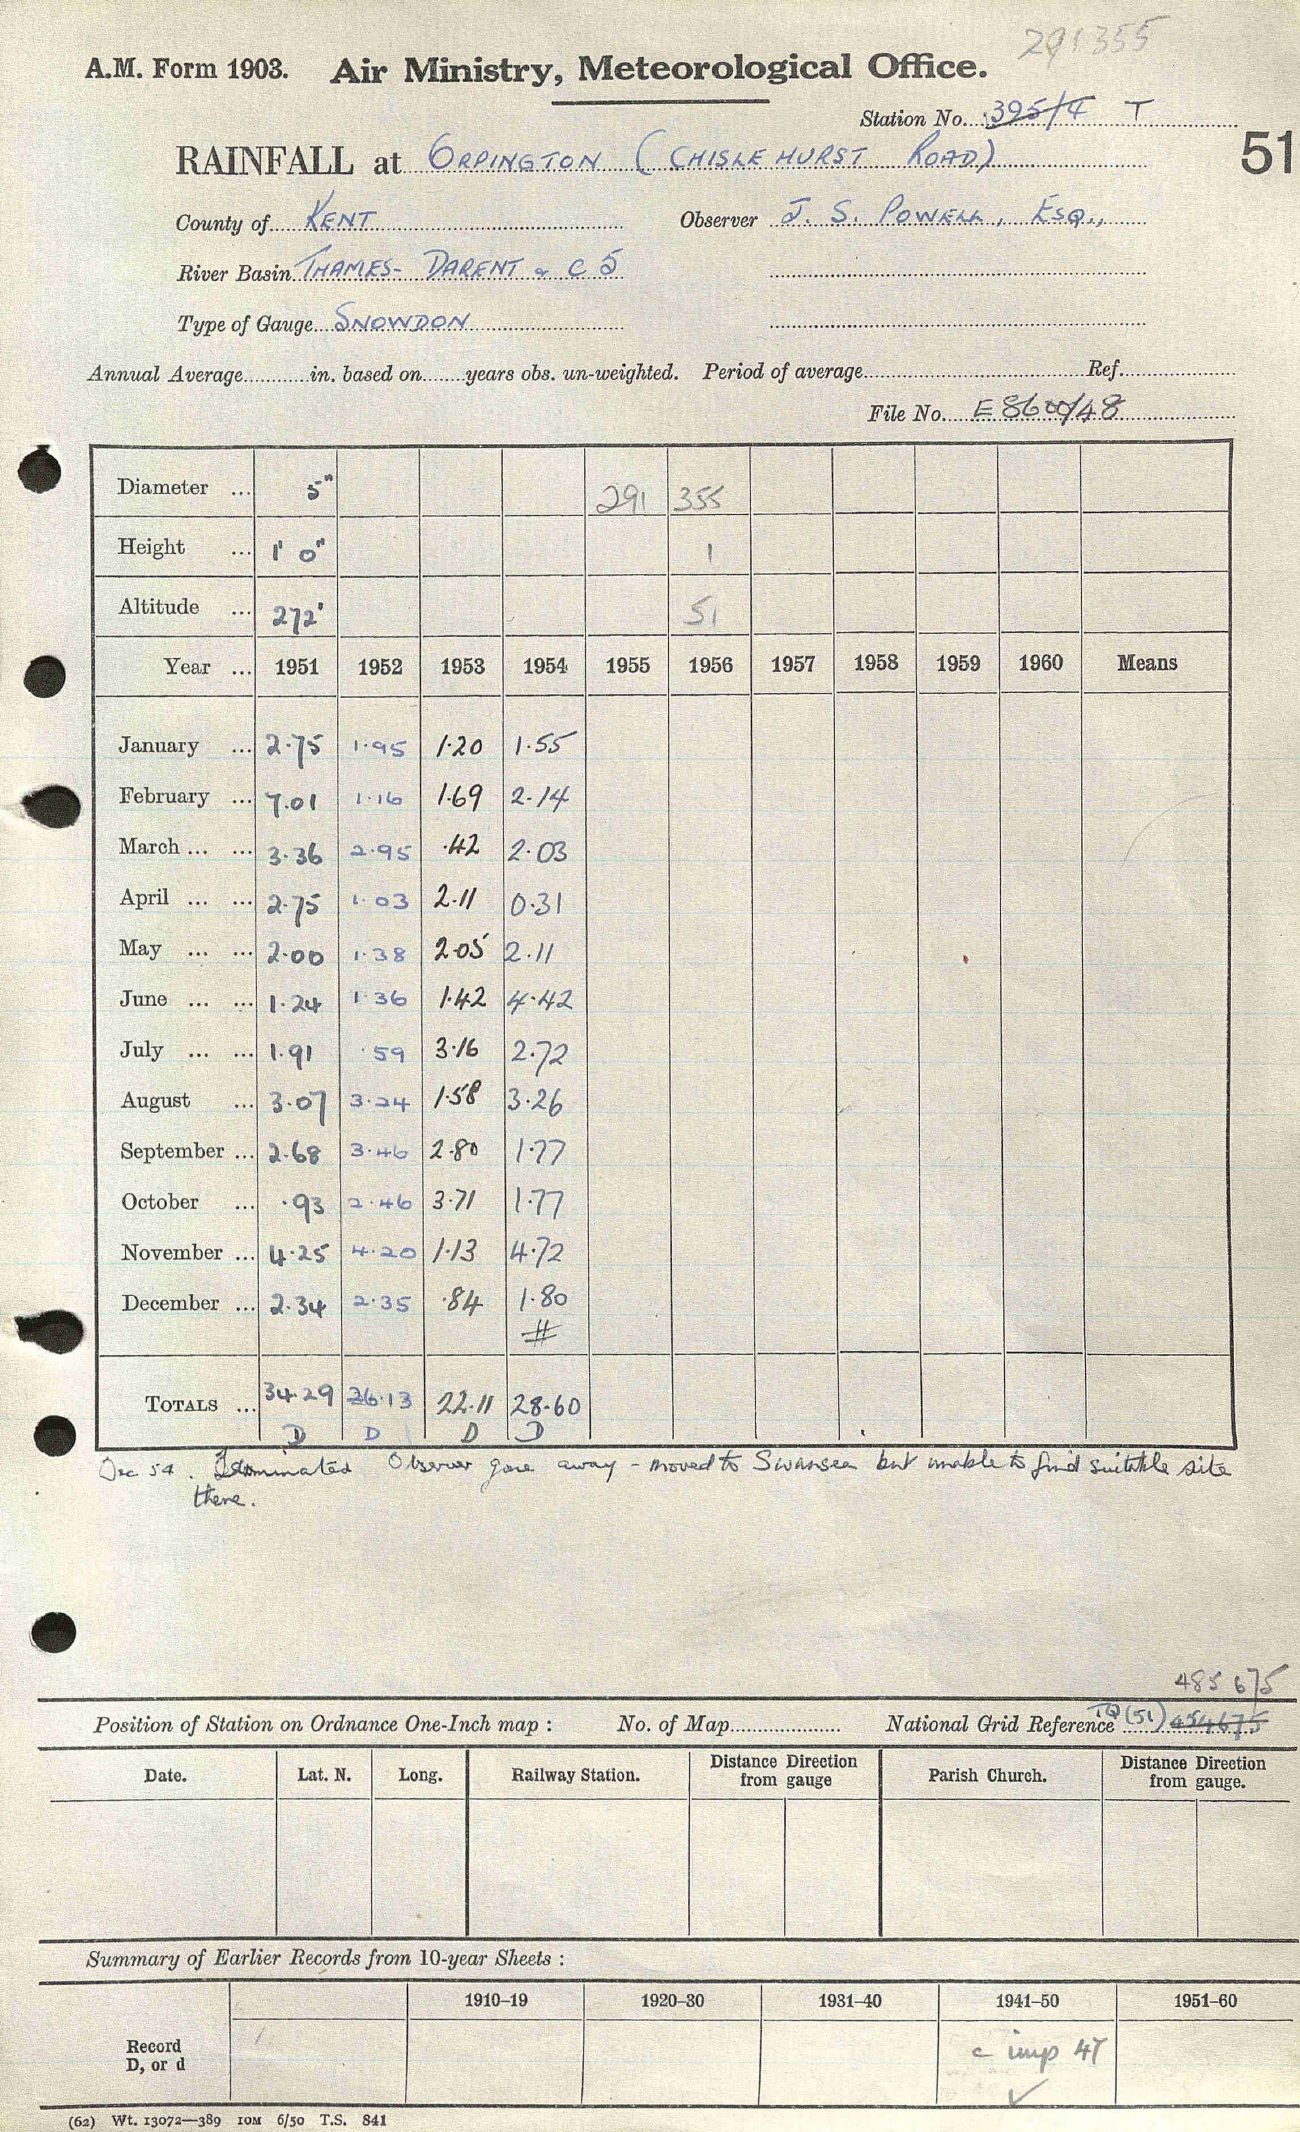 291355
A.M. Form 1903. Air Ministry, Meteorological Office.
Station No. 395/4 T
51
RAINFALL at ORPINGTON (CHISLEHURST ROAD)
County of KENT Observer J. S. POWELL, ESQ.,
River Basin THAMES - DARENT & C 5
Type of Gauge SNOWDON
Annual Average in. based on years obs. un-weighted. Period of average Ref.
File No. E 8600/48
Diameter ... 5" 291 355
Height ... 1' 0" 1
Altitude ... 272' 51
Year ... 1951 1952 1953 1954 1955 1956 1957 1958 1959 1960 Means
January ... 2.75 1.95 1.20 1.55
February ... 7.01 1.16 1.69 2.14
March ... ... 3.36 2.95 .42 2.03
April ... ... 2.75 1.03 2.11 0.31
May ... ... 2.00 1.38 2.05 2.11
June ... ... 1.24 1.36 1.42 4.42
July ... ... 1.91 .59 3.16 2.72
August ... 3.07 3.24 1.58 3.26
September ... 2.68 3.46 2.80 1.77
October ... .93 2.46 3.71 1.77
November ... 4.25 4.20 1.13 4.72
December ... 2.34 2.35 .84 1.80
#
TOTALS ... 34.29 26.13 22.11 28.60
D D D D
Dec 54. Terminated Observer gone away - moved to Swansea but unable to find suitable site
there.
485 675
Position of Station on Ordnance One-Inch map : No. of Map National Grid Reference TQ (51) 454675
Date. Lat. N. Long. Railway Station. Distance from gauge Direction Parish Church. Distance from gauge. Direction
Summary of Earlier Records from 10-year Sheets :
1910–19 1920–30 1931–40 1941–50 1951–60
Record
D, or d
c imp 47
✓
(62) Wt. 13072—389 10M 6/50 T.S. 841